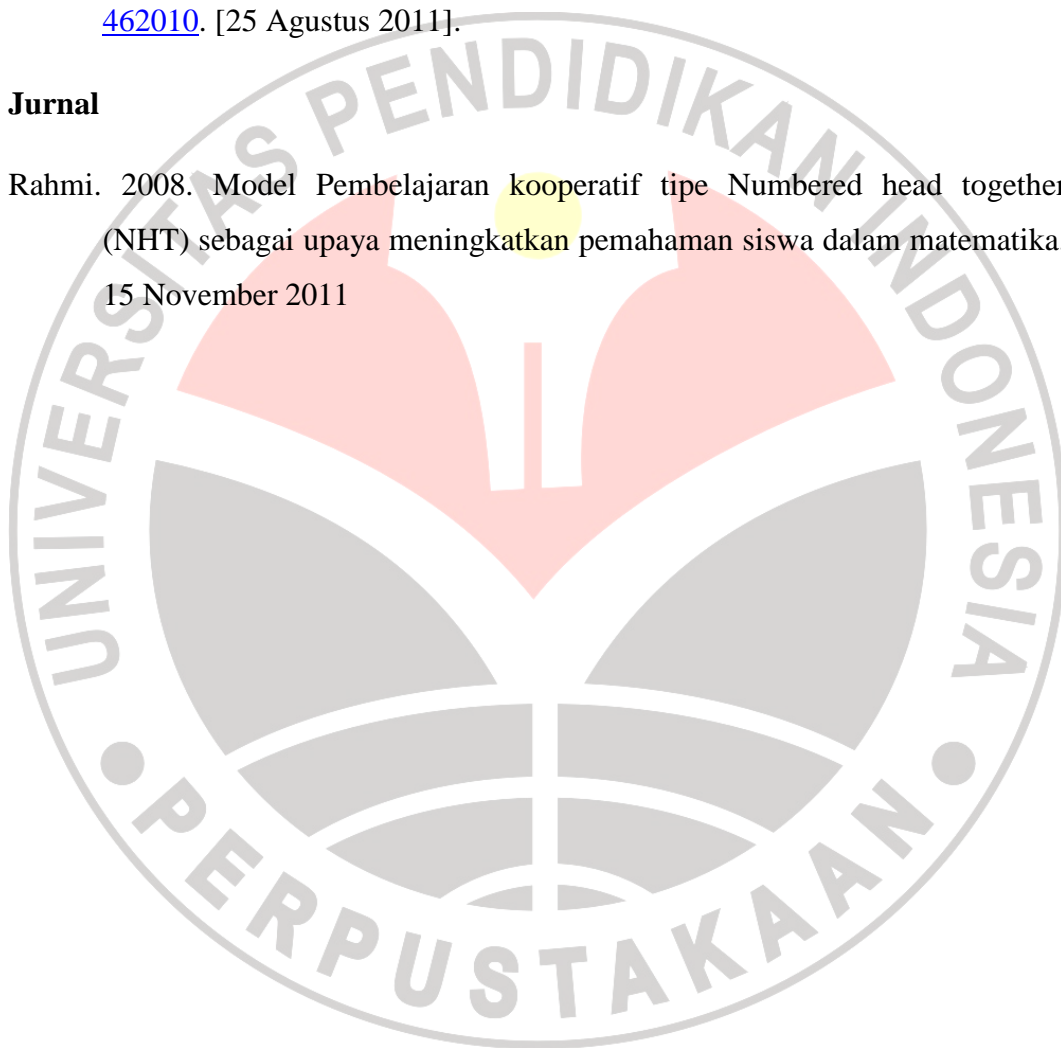 462010. [25 Agustus 2011].
Jurnal
Rahmi. 2008. Model Pembelajaran kooperatif tipe Numbered head together
(NHT) sebagai upaya meningkatkan pemahaman siswa dalam matematika
15 November 2011
UNIVERSITAS PENDIDIKAN INDONESIA
PERPUSTAKAAN